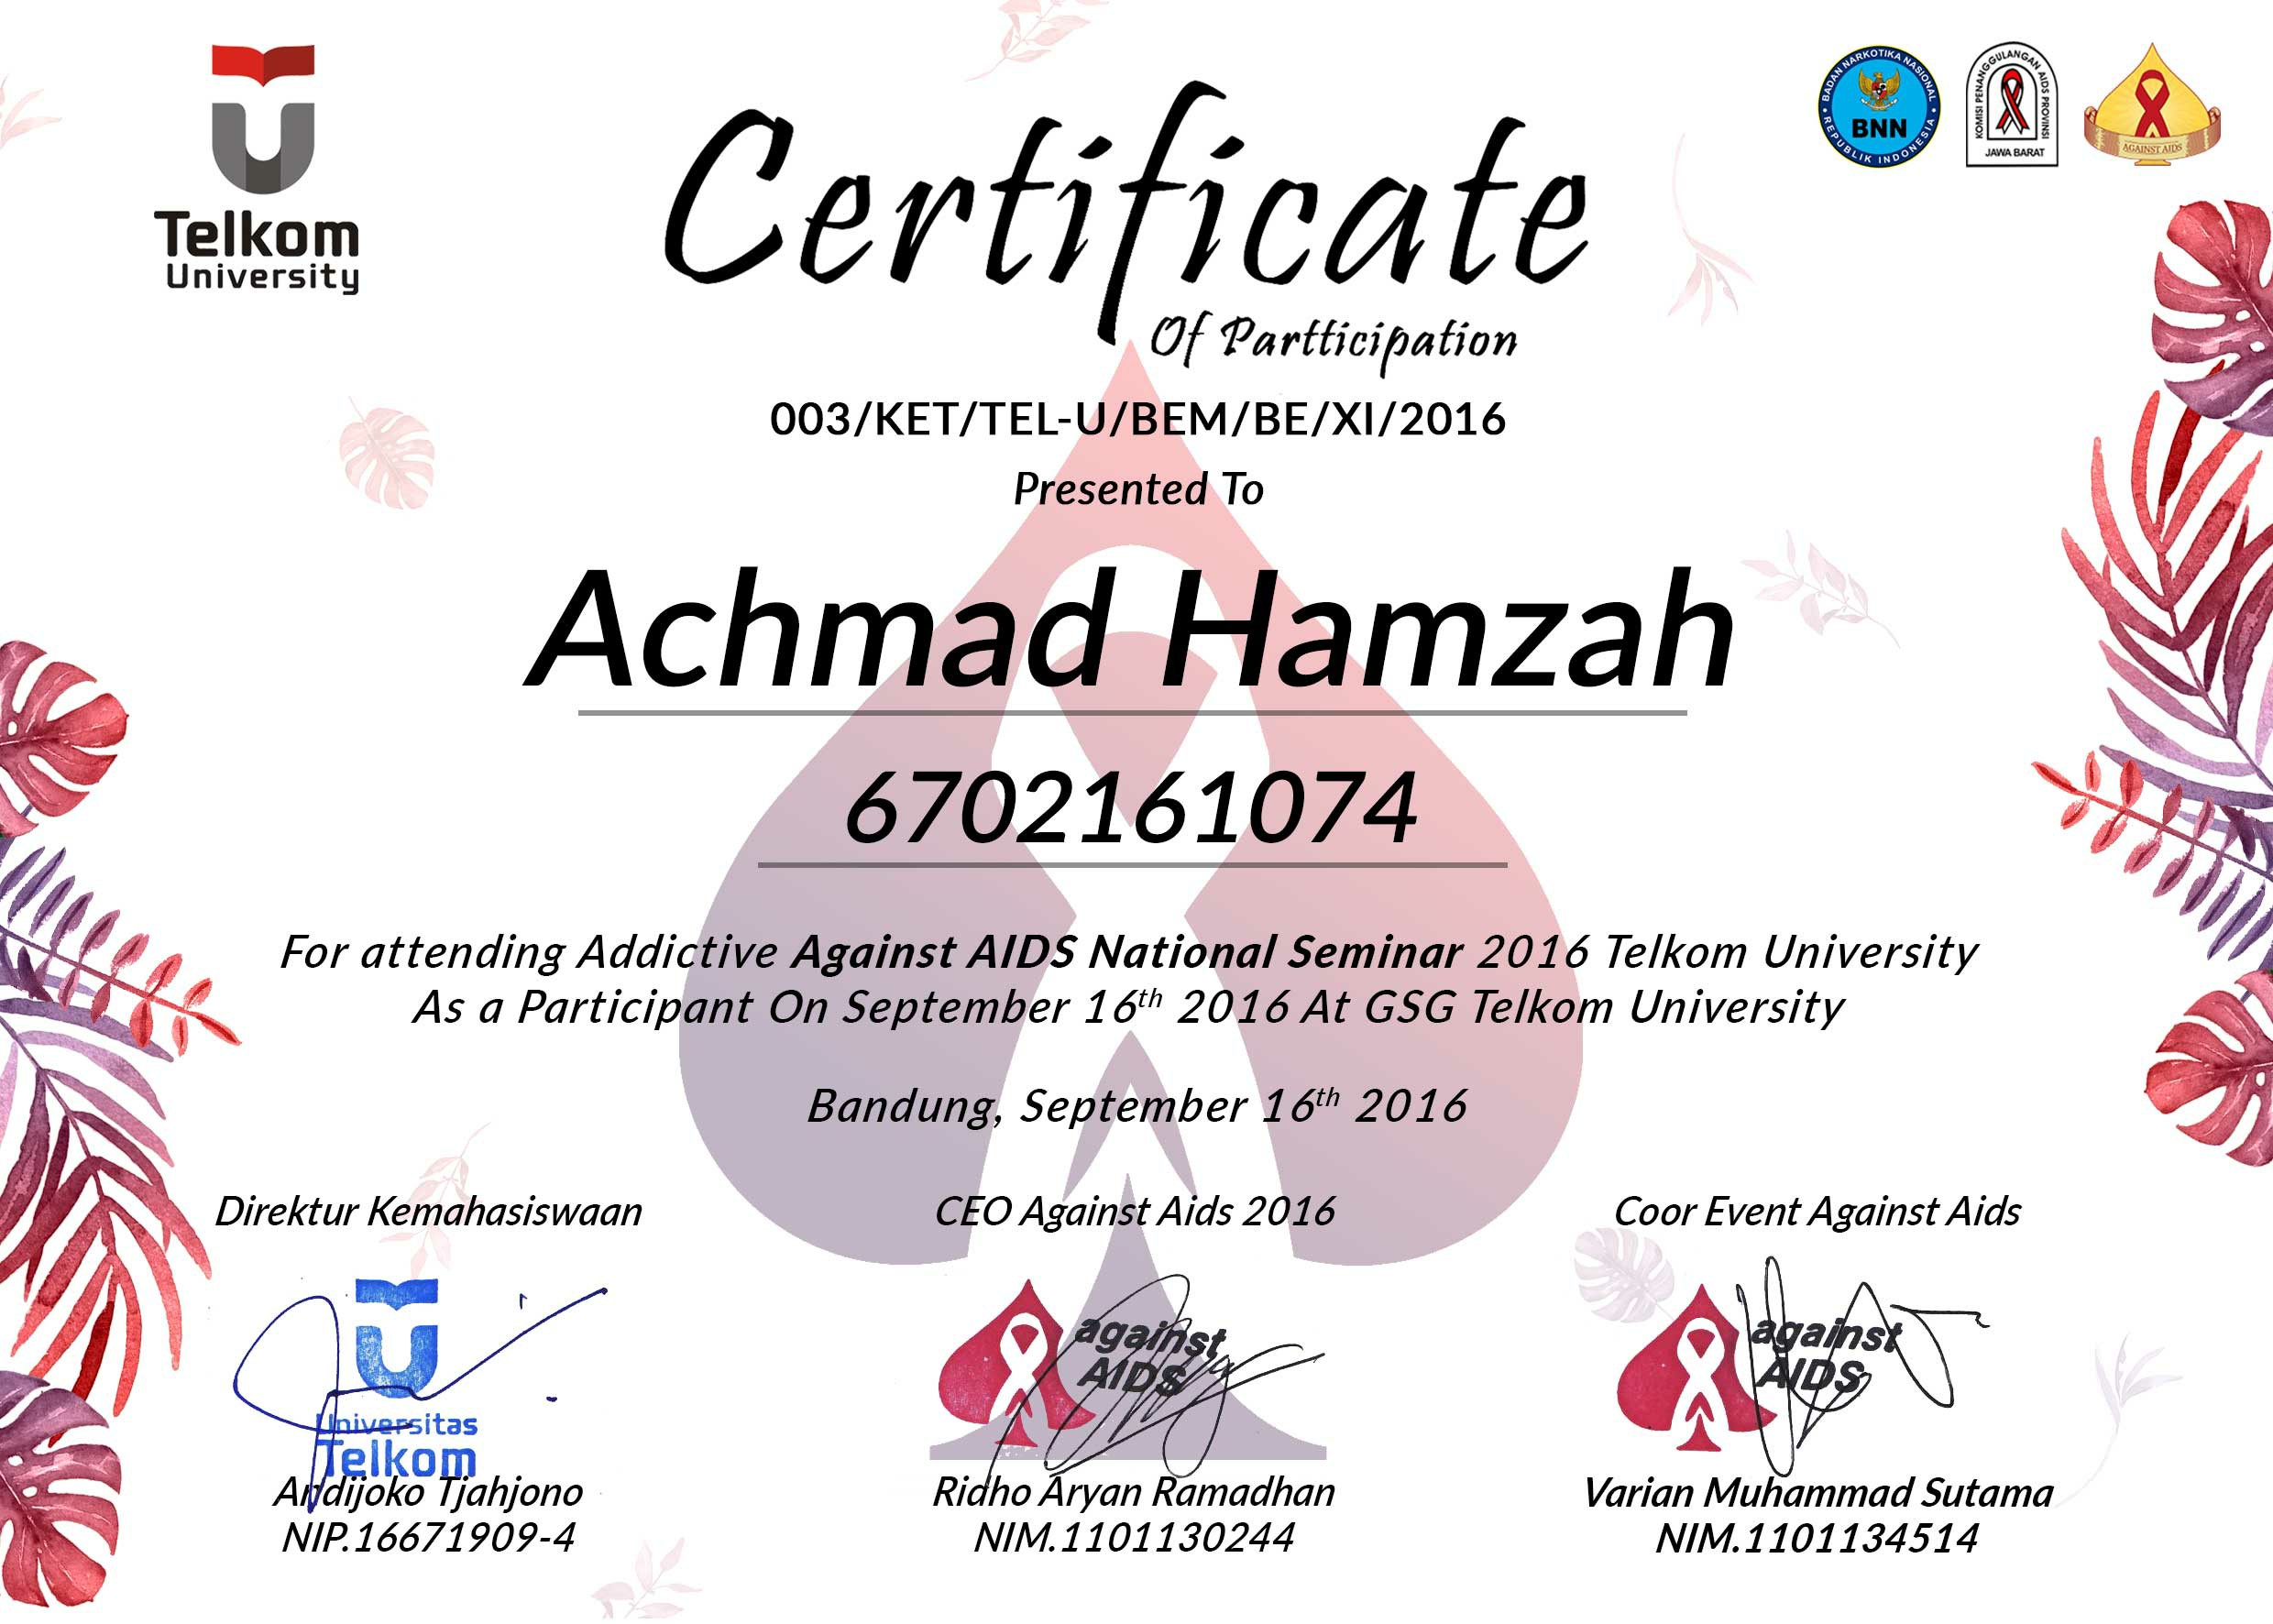 Telkom
University
BADAN NARKOTIKA NASIONAL
BNN
REPUBLIK INDONESIA
KOMISI PENANGGULANGAN AIDS PROVINSI
JAWA BARAT
AGAINST AIDS
Certificate
Of Partticipation
003/KET/TEL-U/BEM/BE/XI/2016
Presented To
Achmad Hamzah
6702161074
For attending Addictive Against AIDS National Seminar 2016 Telkom University
As a Participant On September 16th 2016 At GSG Telkom University
Bandung, September 16th 2016
Direktur Kemahasiswaan
Universitas
Telkom
Andijoko Tjahjono
NIP.16671909-4
CEO Against Aids 2016
against
AIDS
Ridho Aryan Ramadhan
NIM.1101130244
Coor Event Against Aids
against
AIDS
Varian Muhammad Sutama
NIM.1101134514